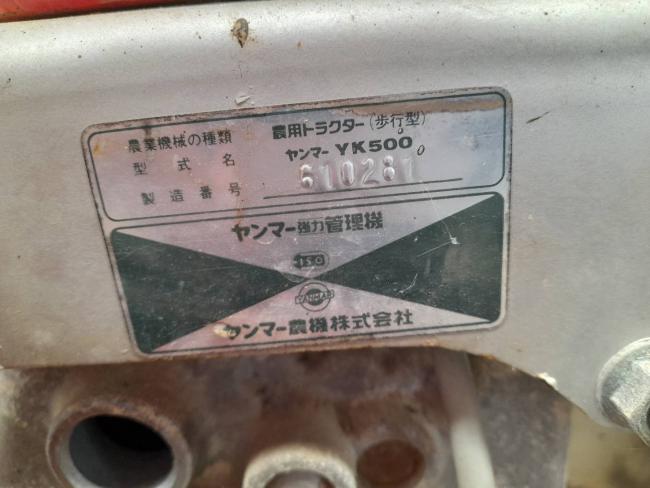 農業機械の種類 農用トラクター(歩行型)
型式名 ヤンマー YK500
製造番号 610281
ヤンマー強力管理機
ISO
YANMAR
ヤンマー農機株式会社